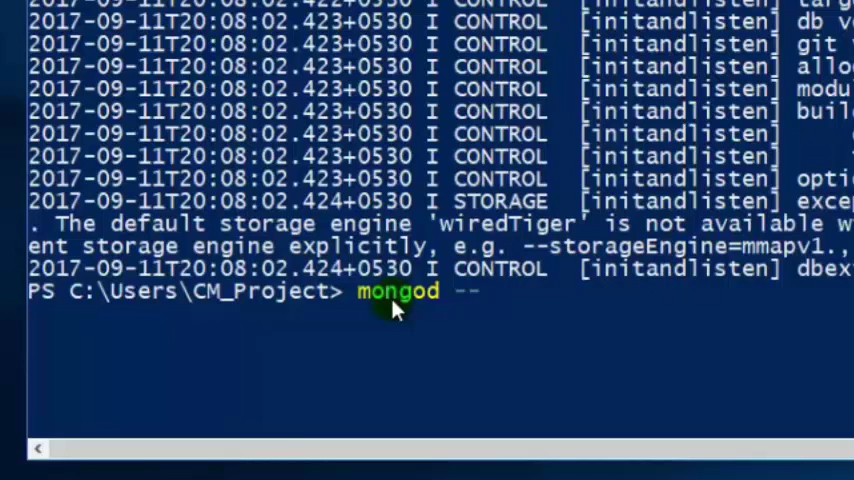 2017-09-11T20:08:02.422+0530 I CONTROL [initandlisten]
2017-09-11T20:08:02.423+0530 I CONTROL [initandlisten] db
2017-09-11T20:08:02.423+0530 I CONTROL [initandlisten] git
2017-09-11T20:08:02.423+0530 I CONTROL [initandlisten] allo
2017-09-11T20:08:02.423+0530 I CONTROL [initandlisten] modu
2017-09-11T20:08:02.423+0530 I CONTROL [initandlisten] buil
2017-09-11T20:08:02.423+0530 I CONTROL [initandlisten]
2017-09-11T20:08:02.423+0530 I CONTROL [initandlisten]
2017-09-11T20:08:02.423+0530 I CONTROL [initandlisten] opti
2017-09-11T20:08:02.424+0530 I STORAGE [initandlisten] exce
. The default storage engine 'wiredTiger' is not available w
ent storage engine explicitly, e.g. --storageEngine=mmapv1.,
2017-09-11T20:08:02.424+0530 I CONTROL [initandlisten] dbex
PS C:\Users\CM_Project> mongod --